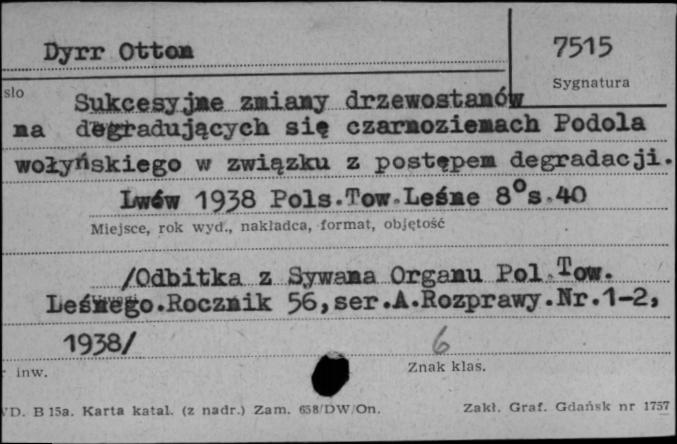 Dyrr Otton
7515
Sygnatura
sło
Sukcesyjne zmiany drzewostanów
na degradujących się czarnoziemach Podola
wołyńskiego w związku z postępem degradacji.
Lwów 1938 Pols.Tow.Leśne 8°s.40
Miejsce, rok wyd., nakładca, format, objętość
/Odbitka z Sywana Organu Pol.Tow.
Leśnego.Rocznik 56,ser.A.Rozprawy.Nr.1-2,
1938/
6
r inw.
Znak klas.
VD. B 15a. Karta katal. (z nadr.) Zam. 658/DW/On.
Zakł. Graf. Gdańsk nr 1757